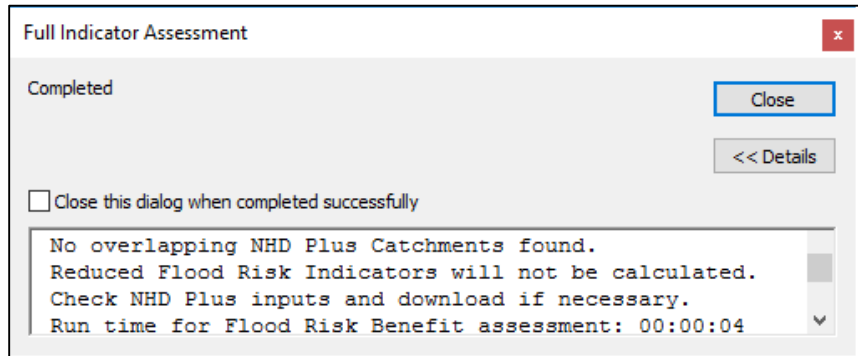 Full Indicator Assessment
x
Completed
Close
<< Details
Close this dialog when completed successfully
No overlapping NHD Plus Catchments found.
Reduced Flood Risk Indicators will not be calculated.
Check NHD Plus inputs and download if necessary.
Run time for Flood Risk Benefit assessment: 00:00:04